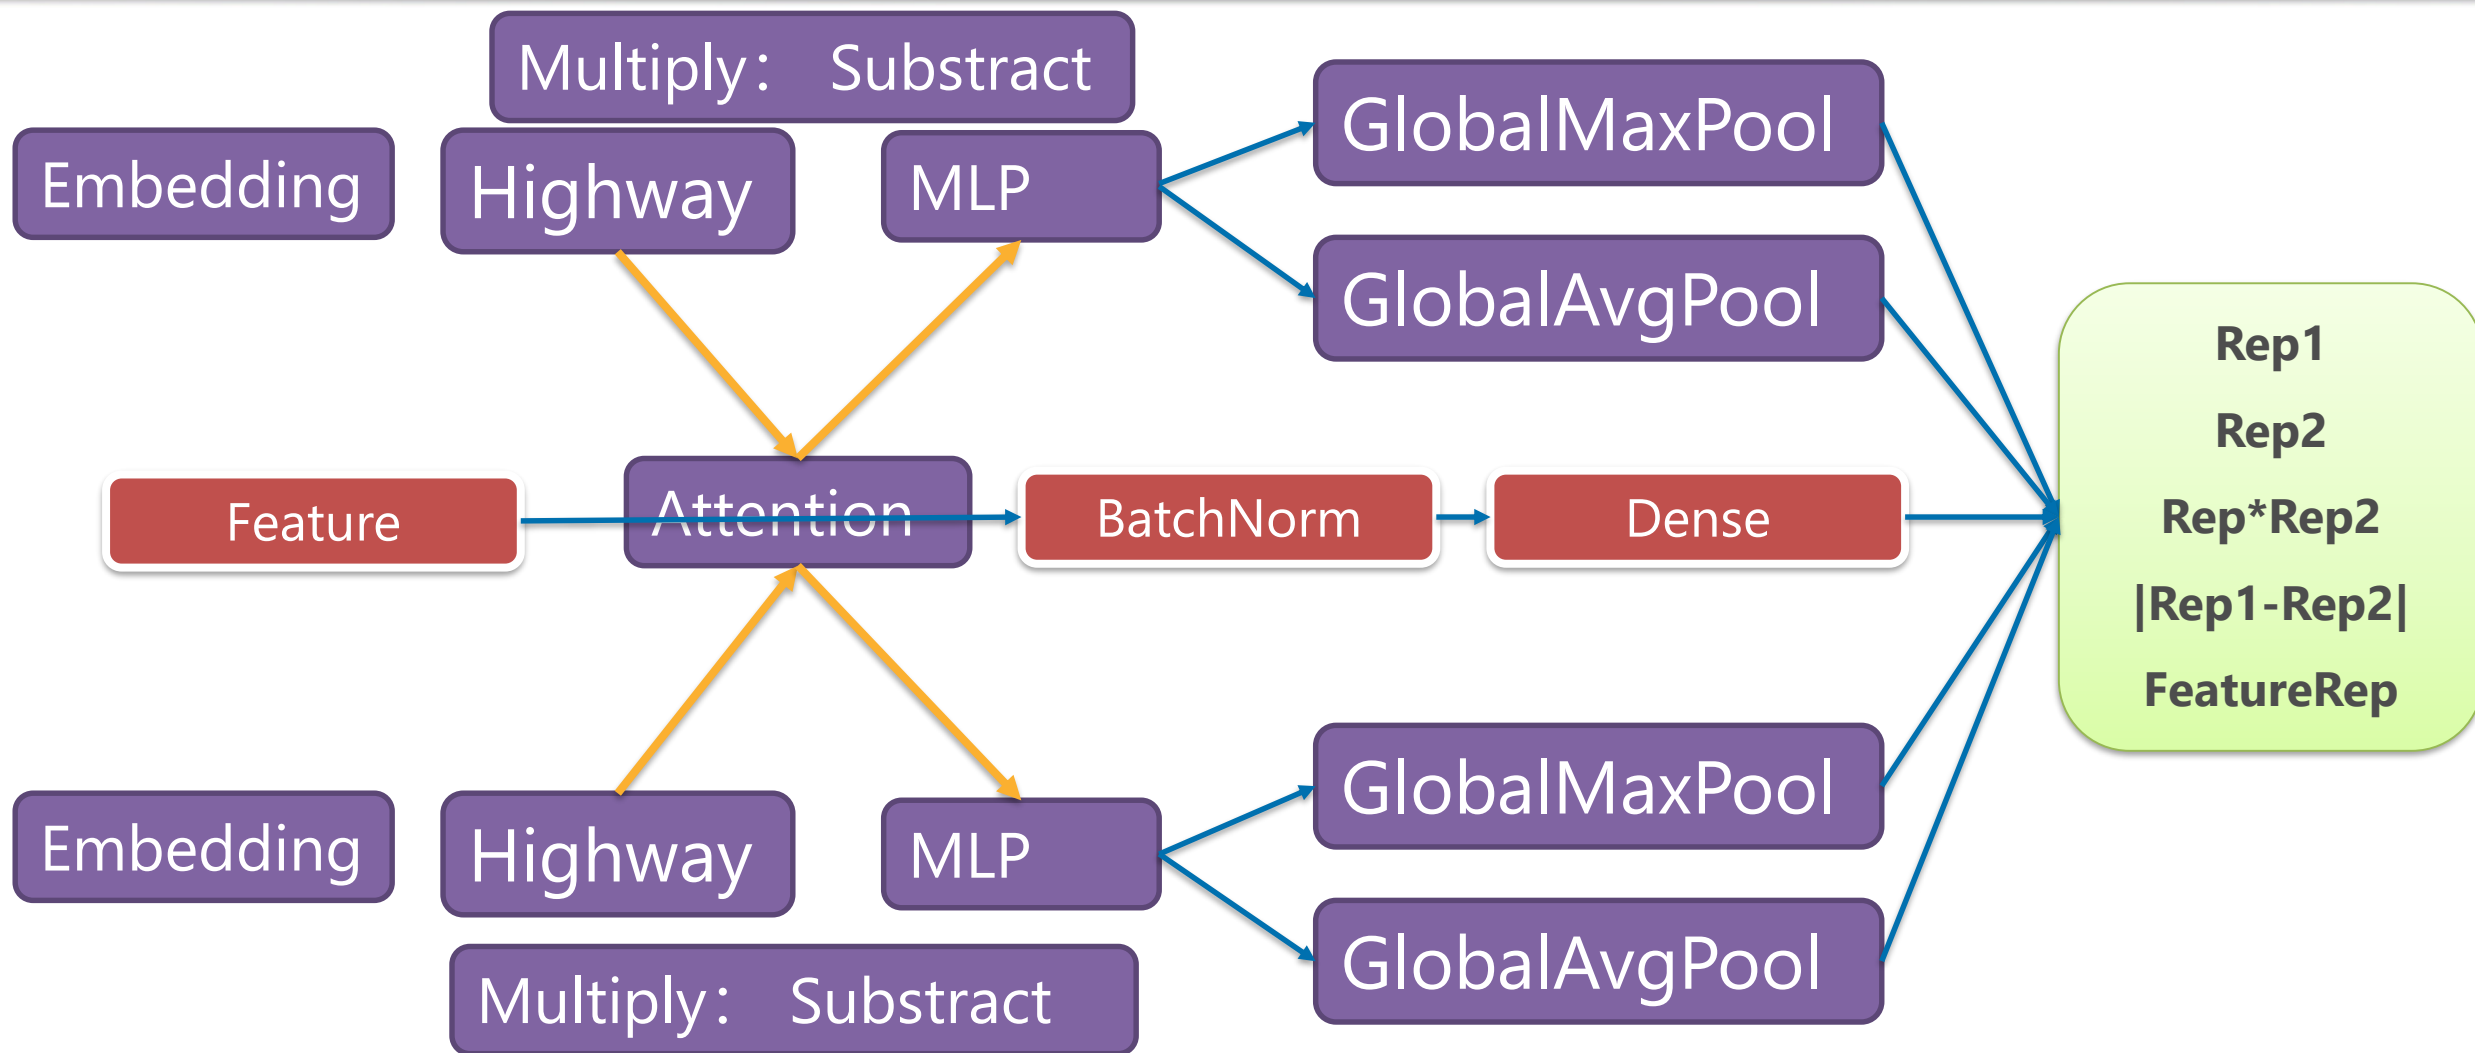 Multiply： Substract
Embedding
Highway
MLP
GlobalMaxPool
GlobalAvgPool
Feature
Attention
BatchNorm
Dense
Rep1
Rep2
Rep*Rep2
|Rep1-Rep2|
FeatureRep
Embedding
Highway
MLP
GlobalMaxPool
GlobalAvgPool
Multiply： Substract